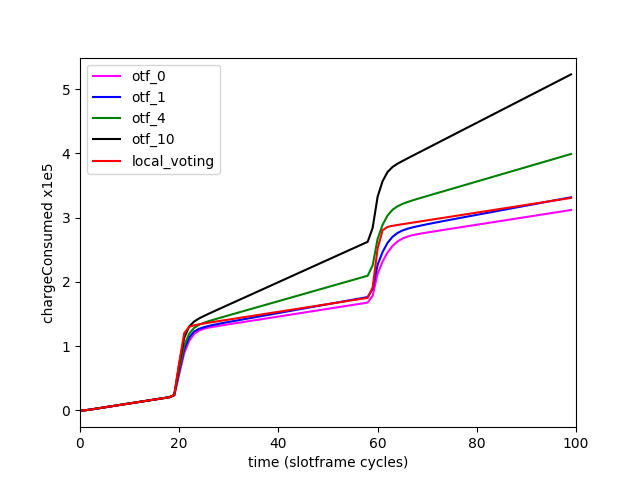 otf_0
otf_1
otf_4
otf_10
local_voting
chargeConsumed x1e5
5
4
3
2
1
0
0 20 40 60 80 100
time (slotframe cycles)